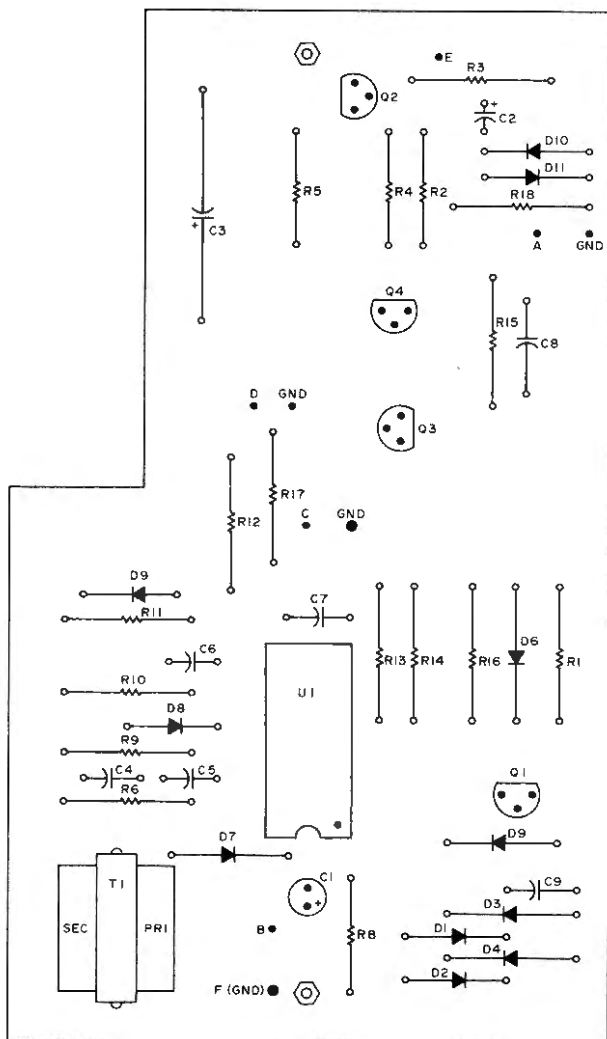 E
R3
Q2
+
C2
D10
D11
R5
R4
R2
R18
+
C3
A
GND
Q4
R15
C8
D
GND
Q3
R17
R12
C
GND
D9
R11
C7
C6
R13
R14
R16
D6
R1
R10
U1
D8
R9
C4
C5
R6
Q1
D7
D9
T1
C1
+
C9
SEC
PRI
D3
B
R8
D1
D4
D2
F (GND)